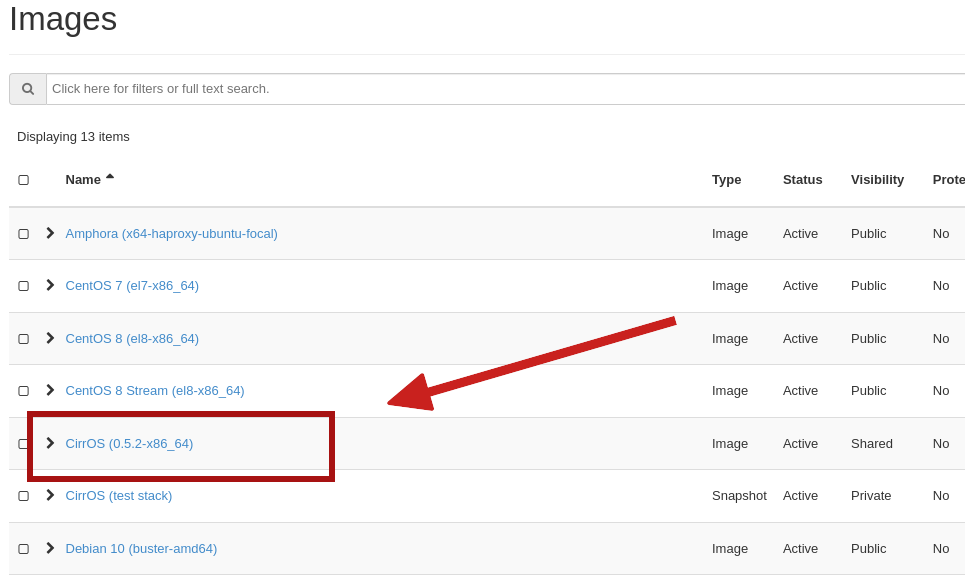 Images
Click here for filters or full text search.
Displaying 13 items
Name Type Status Visibility Prote
Amphora (x64-haproxy-ubuntu-focal) Image Active Public No
CentOS 7 (el7-x86_64) Image Active Public No
CentOS 8 (el8-x86_64) Image Active Public No
CentOS 8 Stream (el8-x86_64) Image Active Public No
CirrOS (0.5.2-x86_64) Image Active Shared No
CirrOS (test stack) Snapshot Active Private No
Debian 10 (buster-amd64) Image Active Public No